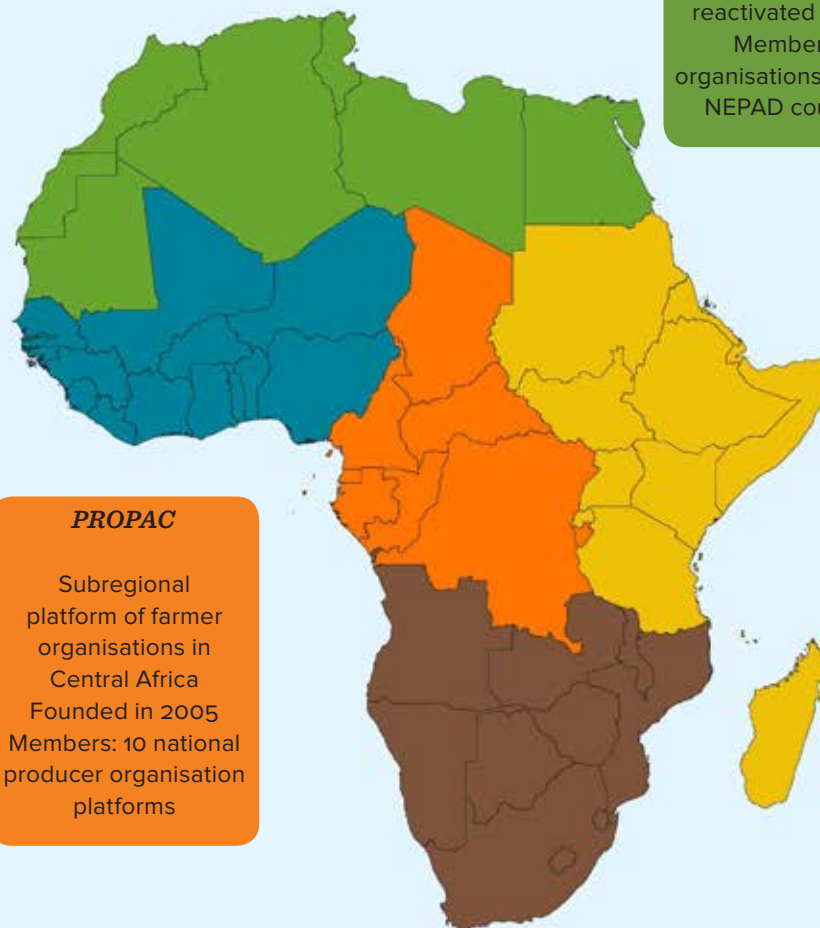 reactivated
Member
organisations
NEPAD cou
PROPAC
Subregional
platform of farmer
organisations in
Central Africa
Founded in 2005
Members: 10 national
producer organisation
platforms